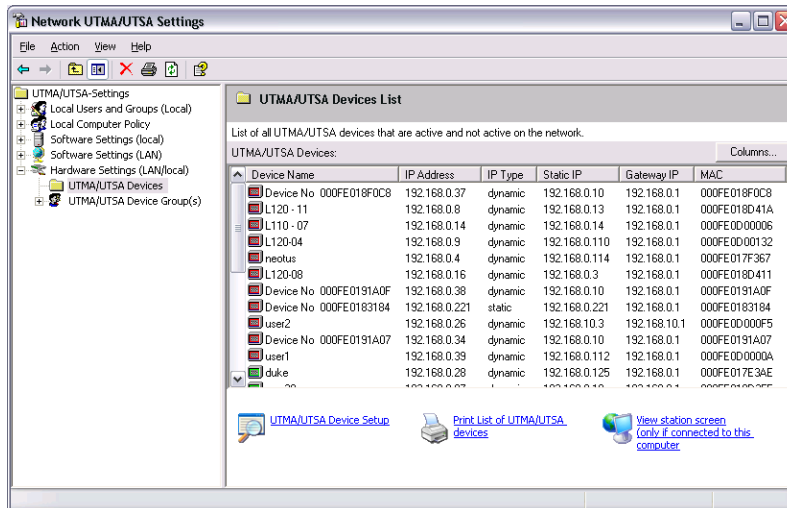 Network UTMA/UTSA Settings
File Action View Help
UTMA/UTSA-Settings
Local Users and Groups (Local)
Local Computer Policy
Software Settings (local)
Software Settings (LAN)
Hardware Settings (LAN/local)
UTMA/UTSA Devices
UTMA/UTSA Device Group(s)
UTMA/UTSA Devices List
List of all UTMA/UTSA devices that are active and not active on the network.
UTMA/UTSA Devices: Columns...
Device Name IP Address IP Type Static IP Gateway IP MAC
Device No 000FE018F0C8 192.168.0.37 dynamic 192.168.0.10 192.168.0.1 000FE018F0C8
L120 - 11 192.168.0.8 dynamic 192.168.0.13 192.168.0.1 000FE018D41A
L110 - 07 192.168.0.14 dynamic 192.168.0.14 192.168.0.1 000FE0D00006
L120-04 192.168.0.9 dynamic 192.168.0.110 192.168.0.1 000FE0D00132
neotus 192.168.0.4 dynamic 192.168.0.114 192.168.0.1 000FE017F367
L120-08 192.168.0.16 dynamic 192.168.0.3 192.168.0.1 000FE018D411
Device No 000FE0191A0F 192.168.0.38 dynamic 192.168.0.10 192.168.0.1 000FE0191A0F
Device No 000FE0183184 192.168.0.221 static 192.168.0.221 192.168.0.1 000FE0183184
user2 192.168.0.26 dynamic 192.168.10.3 192.168.10.1 000FE0D000F5
Device No 000FE0191A07 192.168.0.34 dynamic 192.168.0.10 192.168.0.1 000FE0191A07
user1 192.168.0.39 dynamic 192.168.0.112 192.168.0.1 000FE0D0000A
duke 192.168.0.28 dynamic 192.168.0.125 192.168.0.1 000FE017E3AE
UTMA/UTSA Device Setup
Print List of UTMA/UTSA
devices
View station screen
(only if connected to this
computer